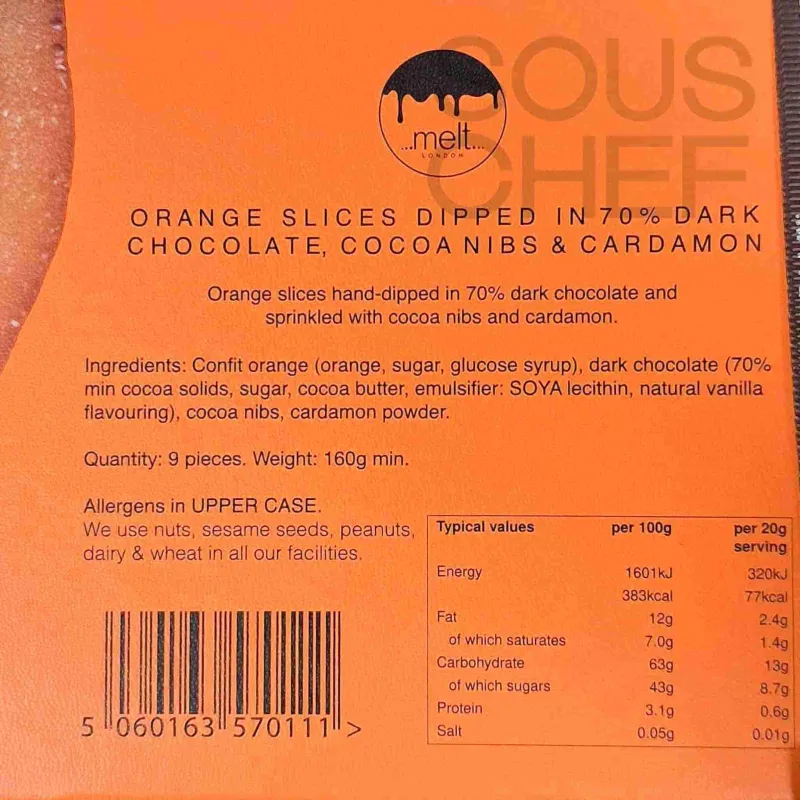 SOUS
CHEF
...melt...
LONDON
ORANGE SLICES DIPPED IN 70% DARK
CHOCOLATE, COCOA NIBS & CARDAMON
Orange slices hand-dipped in 70% dark chocolate and
sprinkled with cocoa nibs and cardamon.
Ingredients: Confit orange (orange, sugar, glucose syrup), dark chocolate (70%
min cocoa solids, sugar, cocoa butter, emulsifier: SOYA lecithin, natural vanilla
flavouring), cocoa nibs, cardamon powder.
Quantity: 9 pieces. Weight: 160g min.
Allergens in UPPER CASE.
We use nuts, sesame seeds, peanuts,
dairy & wheat in all our facilities.
Typical values per 100g per 20g
serving
Energy 1601kJ 320kJ
383kcal 77kcal
Fat 12g 2.4g
of which saturates 7.0g 1.4g
Carbohydrate 63g 13g
of which sugars 43g 8.7g
Protein 3.1g 0.6g
Salt 0.05g 0.01g
5 060163 570111 >